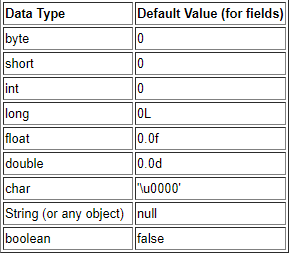 Data Type Default Value (for fields)
byte 0
short 0
int 0
long 0L
float 0.0f
double 0.0d
char '\u0000'
String (or any object) null
boolean false